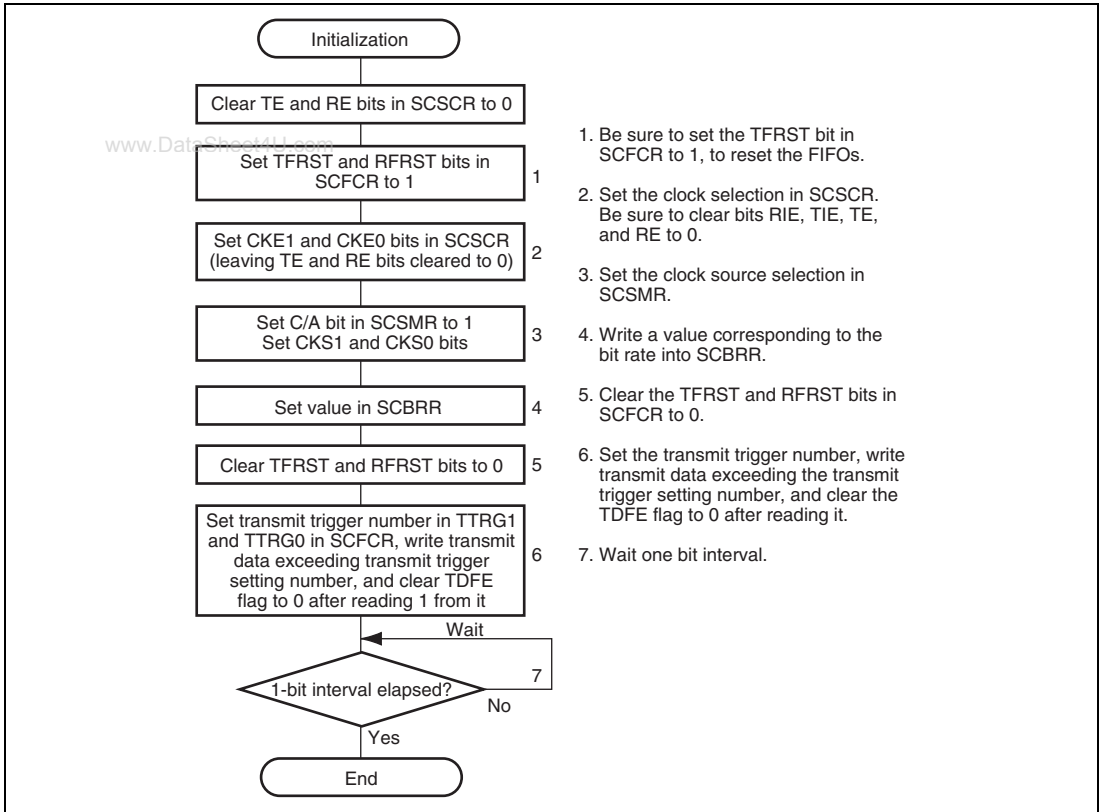 Initialization
Clear TE and RE bits in SCSCR to 0
www.DataSheet4U.com
Set TFRST and RFRST bits in
SCFCR to 1
1
Set CKE1 and CKE0 bits in SCSCR
(leaving TE and RE bits cleared to 0)
2
Set C/A bit in SCSMR to 1
Set CKS1 and CKS0 bits
3
Set value in SCBRR
4
Clear TFRST and RFRST bits to 0
5
Set transmit trigger number in TTRG1
and TTRG0 in SCFCR, write transmit
data exceeding transmit trigger
setting number, and clear TDFE
flag to 0 after reading 1 from it
6
Wait
1-bit interval elapsed?
7
No
Yes
End
1. Be sure to set the TFRST bit in
SCFCR to 1, to reset the FIFOs.
2. Set the clock selection in SCSCR.
Be sure to clear bits RIE, TIE, TE,
and RE to 0.
3. Set the clock source selection in
SCSMR.
4. Write a value corresponding to the
bit rate into SCBRR.
5. Clear the TFRST and RFRST bits in
SCFCR to 0.
6. Set the transmit trigger number, write
transmit data exceeding the transmit
trigger setting number, and clear the
TDFE flag to 0 after reading it.
7. Wait one bit interval.